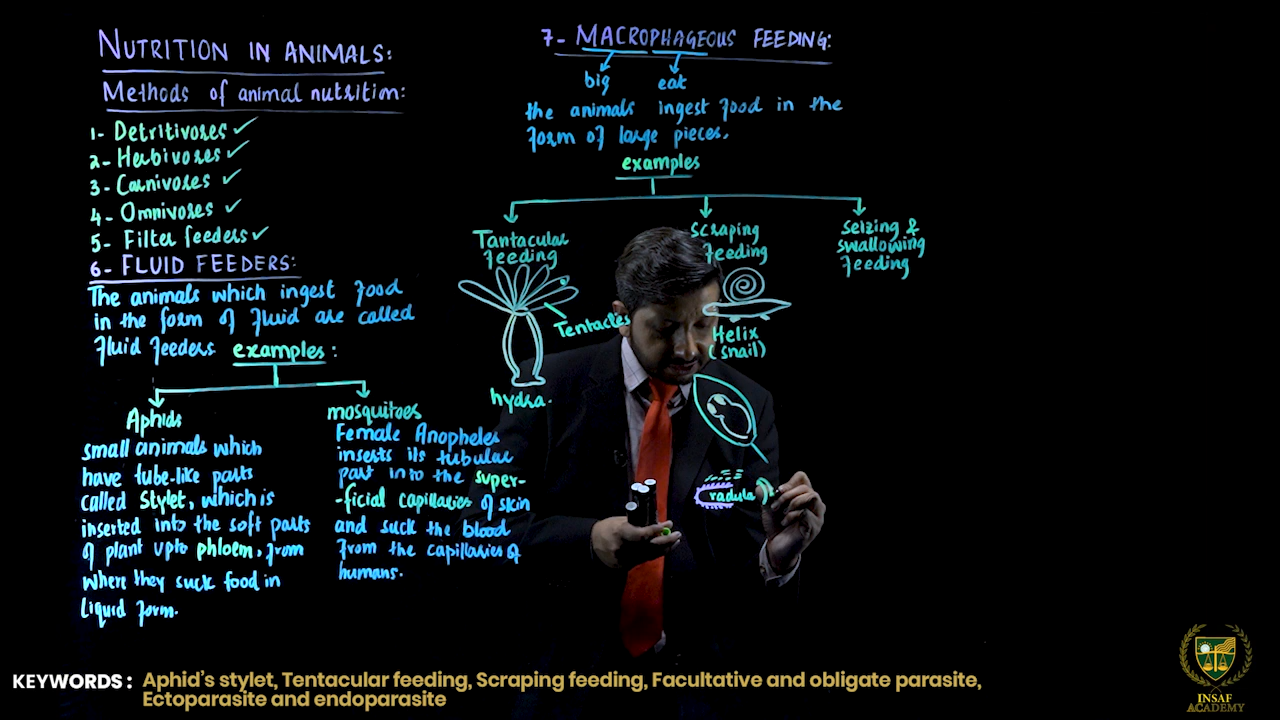 NUTRITION IN ANIMALS:
Methods of animal nutrition:
1- Detritivores ✓
2- Herbivores ✓
3- Carnivores ✓
4- Omnivores ✓
5- Filter feeders ✓
6- FLUID FEEDERS:
The animals which ingest food
in the form of fluid are called
fluid feeders examples:
Aphids
small animals which
have tube-like parts
called Stylet, which is
inserted into the soft parts
of plant upto phloem, from
where they suck food in
liquid form.
mosquitoes
Female Anopheles
inserts its tubular
part into the super-
-ficial capillaries of skin
and suck the blood
from the capillaries of
humans.
7- MACROPHAGEOUS FEEDING:
big eat
the animals ingest food in the
form of large pieces.
examples
Tantacular
feeding
Tentacles
hydra.
Scraping
feeding
Helix
(snail)
radula
Seizing &
swallowing
feeding
KEYWORDS: Aphid's stylet, Tentacular feeding, Scraping feeding, Facultative and obligate parasite,
Ectoparasite and endoparasite
INSAF
ACADEMY